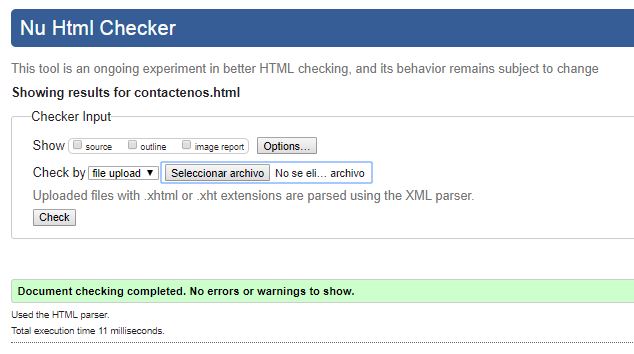 Nu Html Checker
This tool is an ongoing experiment in better HTML checking, and its behavior remains subject to change
Showing results for contactenos.html
Checker Input
Show source outline image report Options...
Check by file upload Seleccionar archivo No se eli... archivo
Uploaded files with .xhtml or .xht extensions are parsed using the XML parser.
Check
Document checking completed. No errors or warnings to show.
Used the HTML parser.
Total execution time 11 milliseconds.